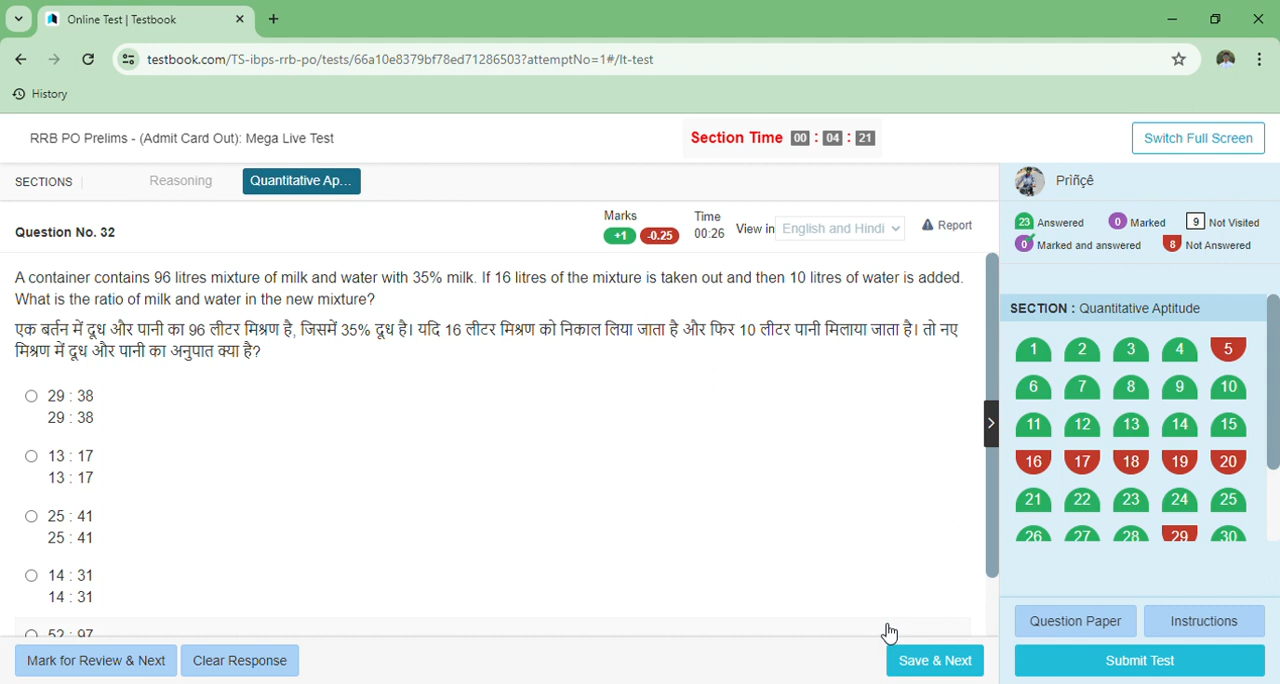 Online Test | Testbook
testbook.com/TS-ibps-rrb-po/tests/66a10e8379bf78ed71286503?attemptNo=1#/lt-test
History
RRB PO Prelims - (Admit Card Out): Mega Live Test
Section Time 00 : 04 : 21
Switch Full Screen
SECTIONS
Reasoning
Quantitative Ap...
Priñçê
Question No. 32
Marks
+1 -0.25
Time
00:26
View in English and Hindi
Report
23 Answered
0 Marked
9 Not Visited
0 Marked and answered
8 Not Answered
A container contains 96 litres mixture of milk and water with 35% milk. If 16 litres of the mixture is taken out and then 10 litres of water is added.
What is the ratio of milk and water in the new mixture?
एक बर्तन में दूध और पानी का 96 लीटर मिश्रण है, जिसमें 35% दूध है। यदि 16 लीटर मिश्रण को निकाल लिया जाता है और फिर 10 लीटर पानी मिलाया जाता है। तो नए
मिश्रण में दूध और पानी का अनुपात क्या है?
29 : 38
29 : 38
13 : 17
13 : 17
25 : 41
25 : 41
14 : 31
14 : 31
52 : 97
SECTION : Quantitative Aptitude
1 2 3 4 5
6 7 8 9 10
11 12 13 14 15
16 17 18 19 20
21 22 23 24 25
26 27 28 29 30
Question Paper
Instructions
Mark for Review & Next
Clear Response
Save & Next
Submit Test